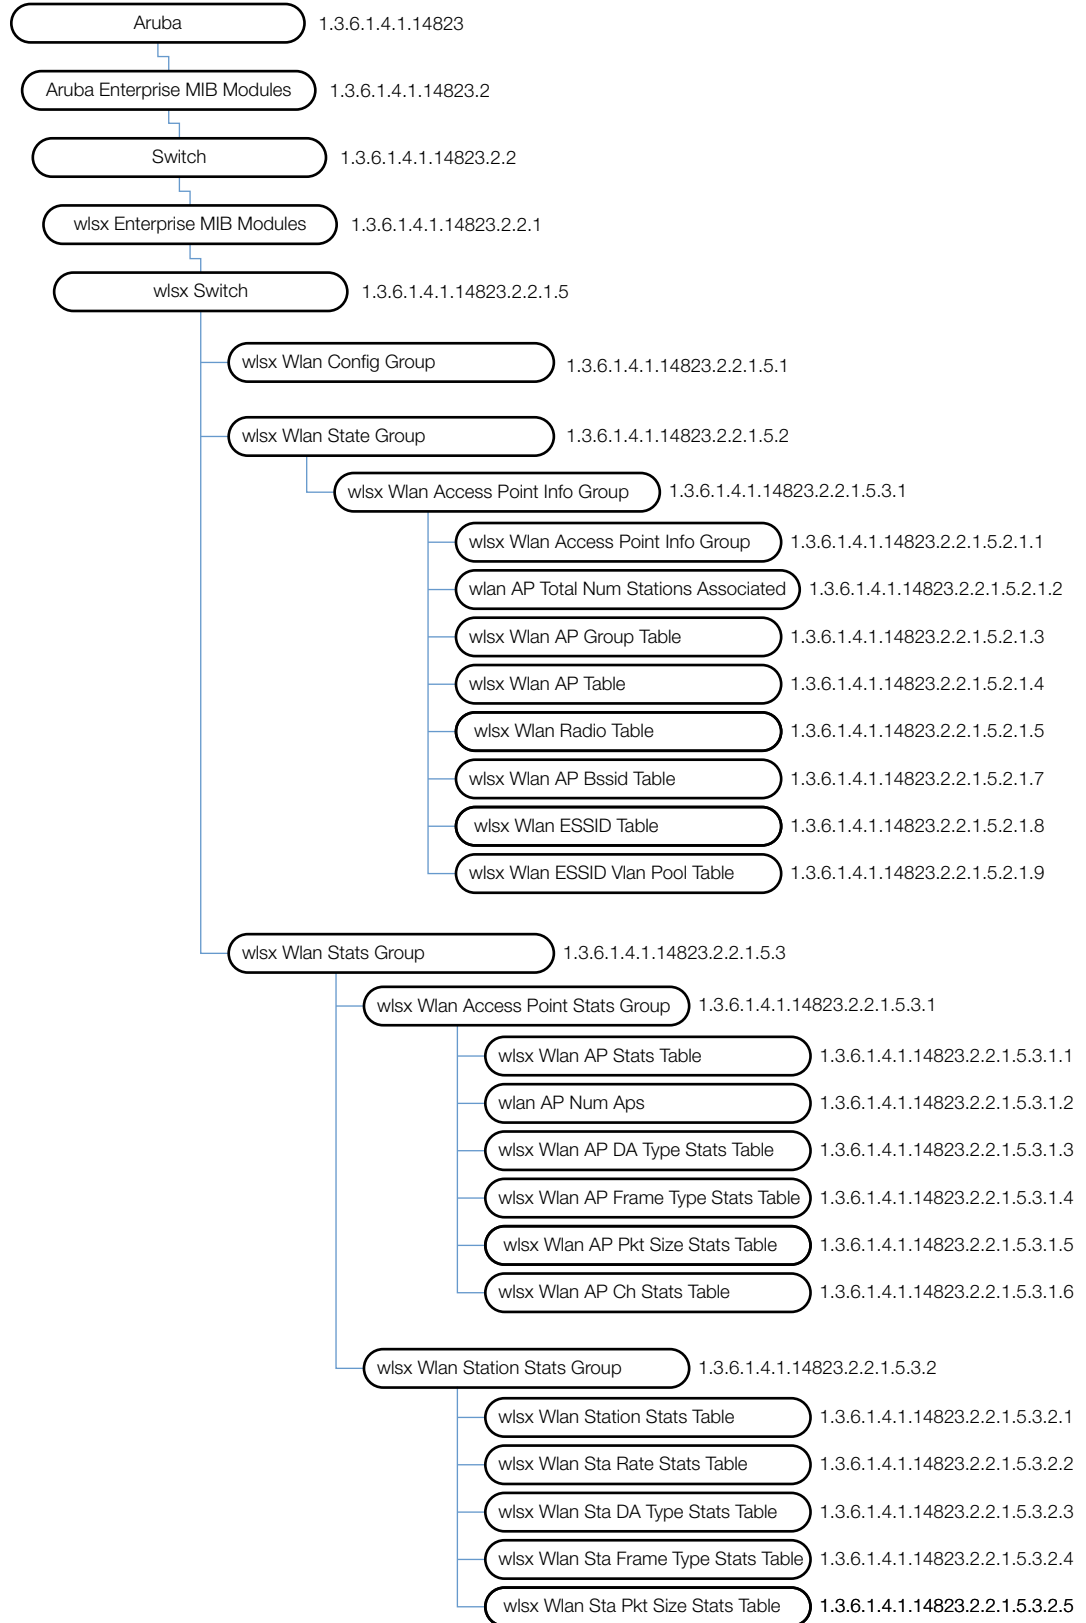 Aruba 1.3.6.1.4.1.14823
Aruba Enterprise MIB Modules 1.3.6.1.4.1.14823.2
Switch 1.3.6.1.4.1.14823.2.2
wlsx Enterprise MIB Modules 1.3.6.1.4.1.14823.2.2.1
wlsx Switch 1.3.6.1.4.1.14823.2.2.1.5
wlsx Wlan Config Group 1.3.6.1.4.1.14823.2.2.1.5.1
wlsx Wlan State Group 1.3.6.1.4.1.14823.2.2.1.5.2
wlsx Wlan Access Point Info Group 1.3.6.1.4.1.14823.2.2.1.5.3.1
wlsx Wlan Access Point Info Group 1.3.6.1.4.1.14823.2.2.1.5.2.1.1
wlan AP Total Num Stations Associated 1.3.6.1.4.1.14823.2.2.1.5.2.1.2
wlsx Wlan AP Group Table 1.3.6.1.4.1.14823.2.2.1.5.2.1.3
wlsx Wlan AP Table 1.3.6.1.4.1.14823.2.2.1.5.2.1.4
wlsx Wlan Radio Table 1.3.6.1.4.1.14823.2.2.1.5.2.1.5
wlsx Wlan AP Bssid Table 1.3.6.1.4.1.14823.2.2.1.5.2.1.7
wlsx Wlan ESSID Table 1.3.6.1.4.1.14823.2.2.1.5.2.1.8
wlsx Wlan ESSID Vlan Pool Table 1.3.6.1.4.1.14823.2.2.1.5.2.1.9
wlsx Wlan Stats Group 1.3.6.1.4.1.14823.2.2.1.5.3
wlsx Wlan Access Point Stats Group 1.3.6.1.4.1.14823.2.2.1.5.3.1
wlsx Wlan AP Stats Table 1.3.6.1.4.1.14823.2.2.1.5.3.1.1
wlan AP Num Aps 1.3.6.1.4.1.14823.2.2.1.5.3.1.2
wlsx Wlan AP DA Type Stats Table 1.3.6.1.4.1.14823.2.2.1.5.3.1.3
wlsx Wlan AP Frame Type Stats Table 1.3.6.1.4.1.14823.2.2.1.5.3.1.4
wlsx Wlan AP Pkt Size Stats Table 1.3.6.1.4.1.14823.2.2.1.5.3.1.5
wlsx Wlan AP Ch Stats Table 1.3.6.1.4.1.14823.2.2.1.5.3.1.6
wlsx Wlan Station Stats Group 1.3.6.1.4.1.14823.2.2.1.5.3.2
wlsx Wlan Station Stats Table 1.3.6.1.4.1.14823.2.2.1.5.3.2.1
wlsx Wlan Sta Rate Stats Table 1.3.6.1.4.1.14823.2.2.1.5.3.2.2
wlsx Wlan Sta DA Type Stats Table 1.3.6.1.4.1.14823.2.2.1.5.3.2.3
wlsx Wlan Sta Frame Type Stats Table 1.3.6.1.4.1.14823.2.2.1.5.3.2.4
wlsx Wlan Sta Pkt Size Stats Table 1.3.6.1.4.1.14823.2.2.1.5.3.2.5